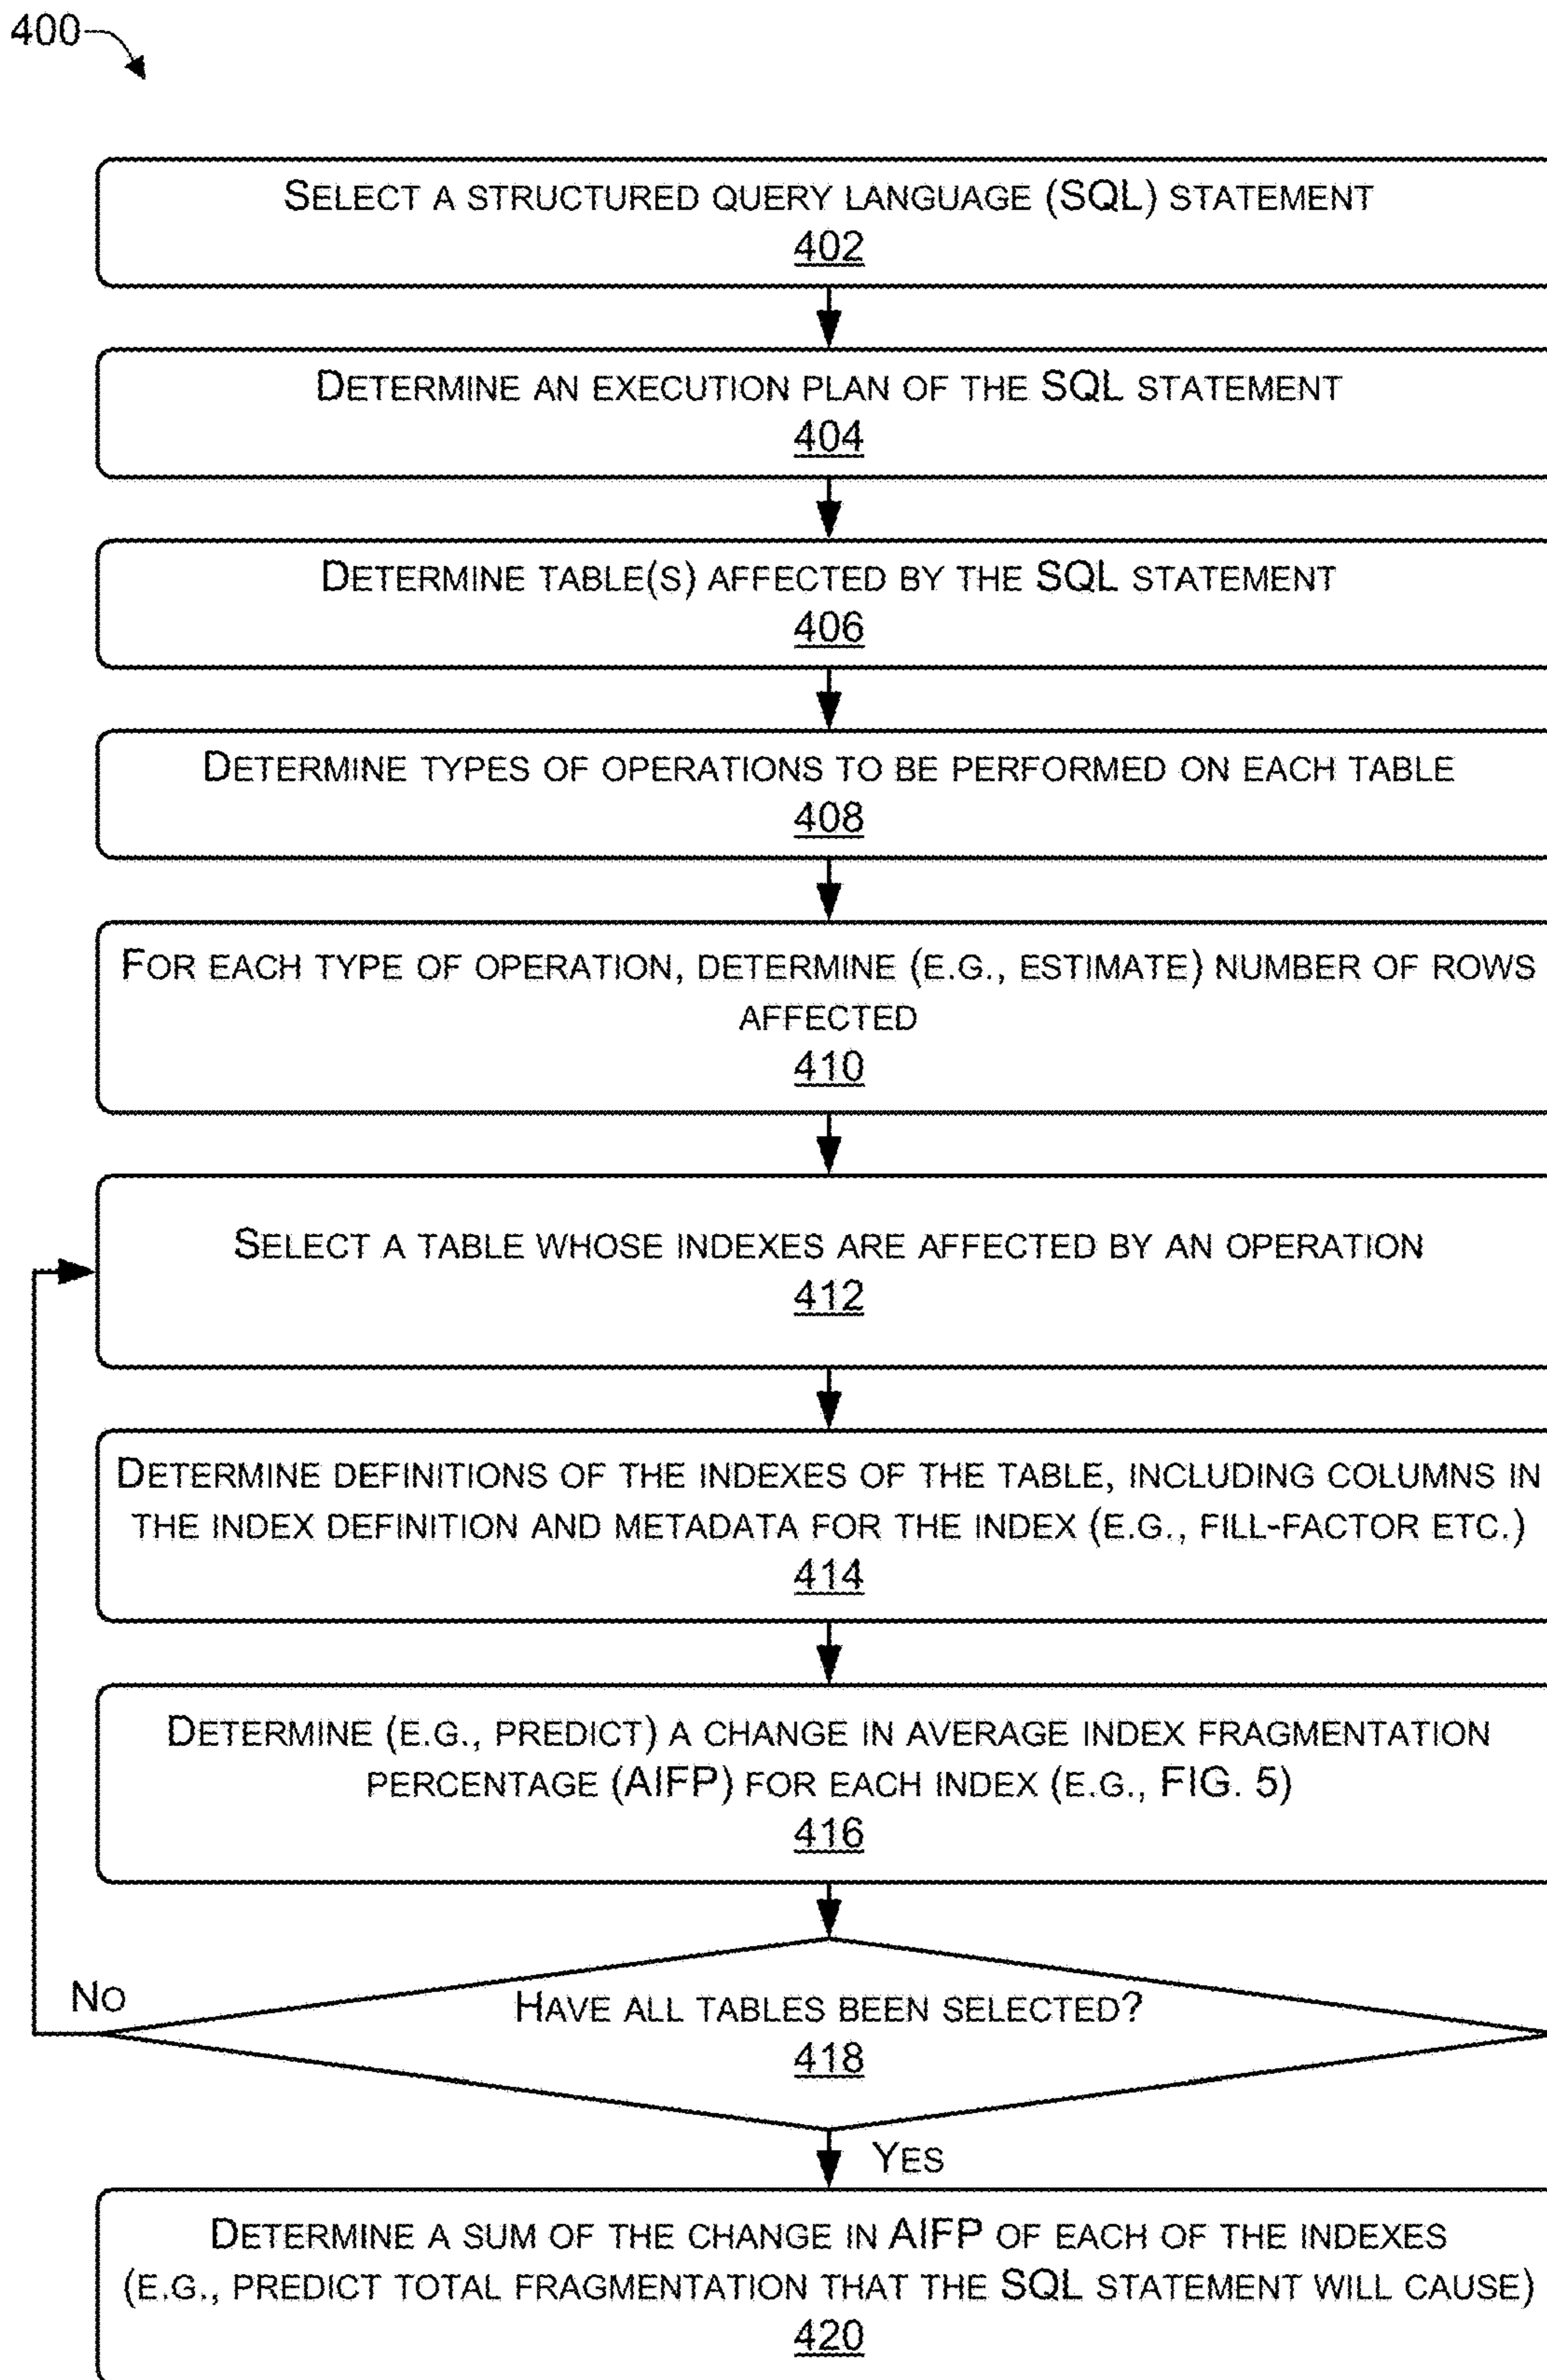 400
SELECT A STRUCTURED QUERY LANGUAGE (SQL) STATEMENT
402
DETERMINE AN EXECUTION PLAN OF THE SQL STATEMENT
404
DETERMINE TABLE(S) AFFECTED BY THE SQL STATEMENT
406
DETERMINE TYPES OF OPERATIONS TO BE PERFORMED ON EACH TABLE
408
FOR EACH TYPE OF OPERATION, DETERMINE (E.G., ESTIMATE) NUMBER OF ROWS
AFFECTED
410
SELECT A TABLE WHOSE INDEXES ARE AFFECTED BY AN OPERATION
412
DETERMINE DEFINITIONS OF THE INDEXES OF THE TABLE, INCLUDING COLUMNS IN
THE INDEX DEFINITION AND METADATA FOR THE INDEX (E.G., FILL-FACTOR ETC.)
414
DETERMINE (E.G., PREDICT) A CHANGE IN AVERAGE INDEX FRAGMENTATION
PERCENTAGE (AIFP) FOR EACH INDEX (E.G., FIG. 5)
416
NO
HAVE ALL TABLES BEEN SELECTED?
418
YES
DETERMINE A SUM OF THE CHANGE IN AIFP OF EACH OF THE INDEXES
(E.G., PREDICT TOTAL FRAGMENTATION THAT THE SQL STATEMENT WILL CAUSE)
420